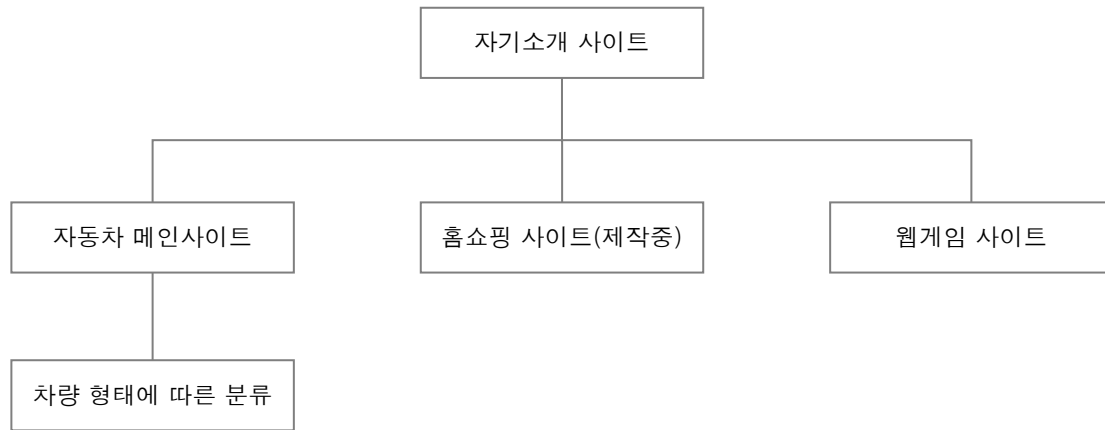 자기소개 사이트
자동차 메인사이트
홈쇼핑 사이트(제작중)
웹게임 사이트
차량 형태에 따른 분류